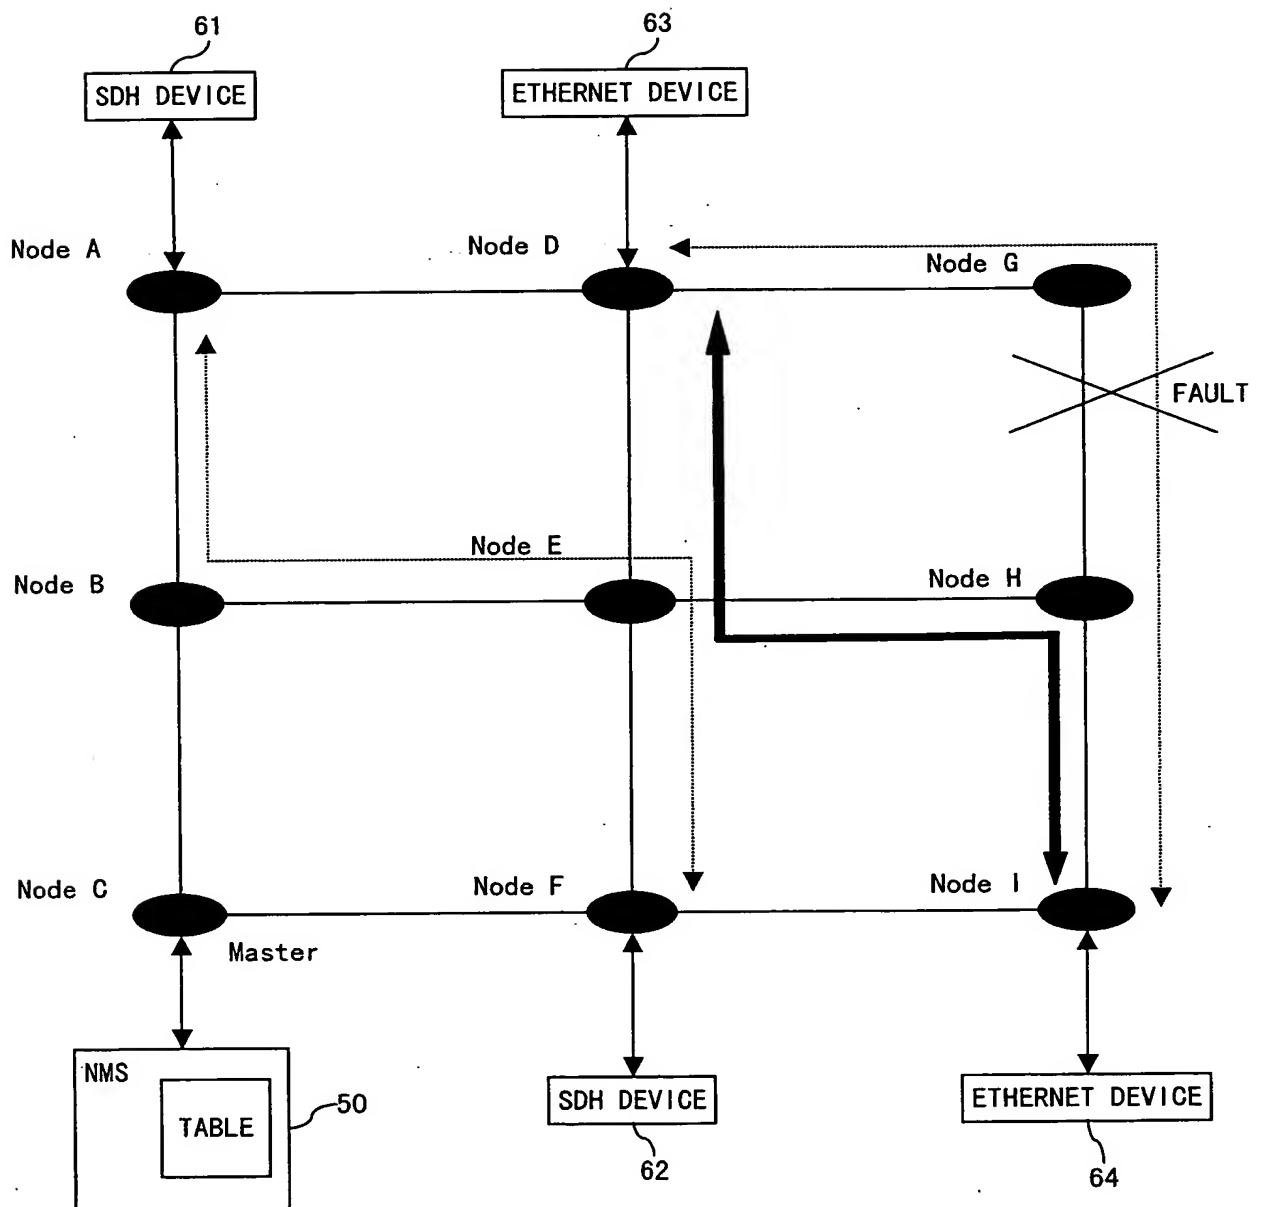 61
63
SDH DEVICE
ETHERNET DEVICE
Node A
Node D
Node G
FAULT
Node E
Node B
Node H
Node C
Node F
Node I
Master
NMS
TABLE
50
SDH DEVICE
ETHERNET DEVICE
62
64